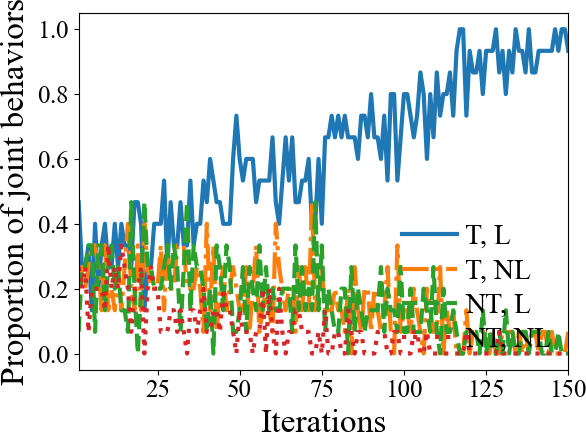 Proportion of joint behaviors
1.0
0.8
0.6
0.4
0.2
0.0
T, L
T, NL
NT, L
NT, NL
25 50 75 100 125 150
Iterations